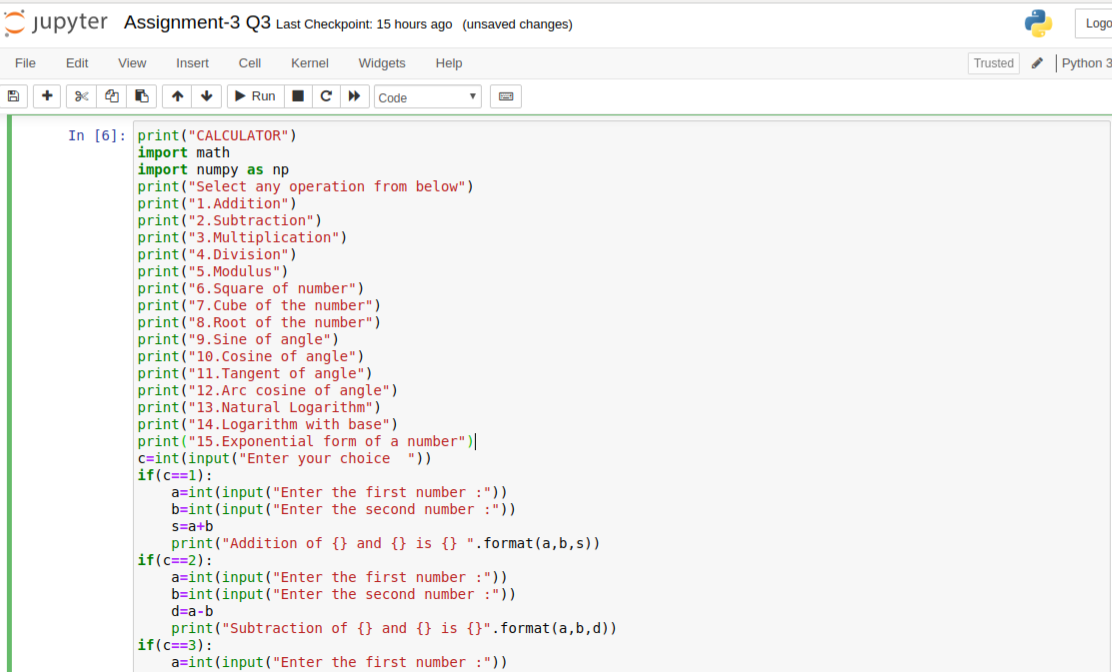 jupyter Assignment-3 Q3 Last Checkpoint: 15 hours ago (unsaved changes) Logo
File Edit View Insert Cell Kernel Widgets Help Trusted Python 3
Run Code
In [6]: print("CALCULATOR")
import math
import numpy as np
print("Select any operation from below")
print("1.Addition")
print("2.Subtraction")
print("3.Multiplication")
print("4.Division")
print("5.Modulus")
print("6.Square of number")
print("7.Cube of the number")
print("8.Root of the number")
print("9.Sine of angle")
print("10.Cosine of angle")
print("11.Tangent of angle")
print("12.Arc cosine of angle")
print("13.Natural Logarithm")
print("14.Logarithm with base")
print("15.Exponential form of a number")
c=int(input("Enter your choice  "))
if(c==1):
    a=int(input("Enter the first number :"))
    b=int(input("Enter the second number :"))
    s=a+b
    print("Addition of {} and {} is {} ".format(a,b,s))
if(c==2):
    a=int(input("Enter the first number :"))
    b=int(input("Enter the second number :"))
    d=a-b
    print("Subtraction of {} and {} is {}".format(a,b,d))
if(c==3):
    a=int(input("Enter the first number :"))